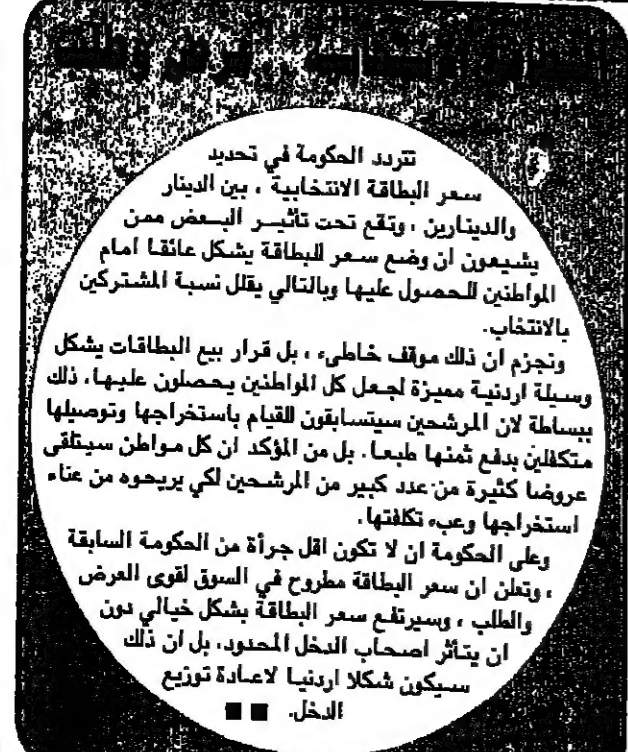 عرض وطلب
تتردد الحكومة في تحديد
سعر البطاقة الانتخابية ، بين الدينار
والدينارين ، وتقع تحت تأثير البعض ممن
يشيعون ان وضع سعر للبطاقة يشكل عائقا امام
المواطنين للحصول عليها وبالتالي يقلل نسبة المشتركين
بالانتخاب.
ونجزم ان ذلك موقف خاطىء ، بل قرار بيع البطاقات يشكل
وسيلة اردنية مميزة لجعل كل المواطنين يحصلون عليها. ذلك
ببساطة لان المرشحين سيتسابقون للقيام باستخراجها وتوصيلها
متكفلين بدفع ثمنها طبعا. بل من المؤكد ان كل مواطن سيتلقى
عروضا كثيرة من عدد كبير من المرشحين لكي يريحوه من عناء
استخراجها وعبء تكلفتها.
وعلى الحكومة ان لا تكون اقل جرأة من الحكومة السابقة
، وتعلن ان سعر البطاقة مطروح في السوق لقوى العرض
والطلب ، وسيرتفع سعر البطاقة بشكل خيالي دون
ان يتأثر اصحاب الدخل المحدود. بل ان ذلك
سيكون شكلا اردنيا لاعادة توزيع
الدخل. ■ ■